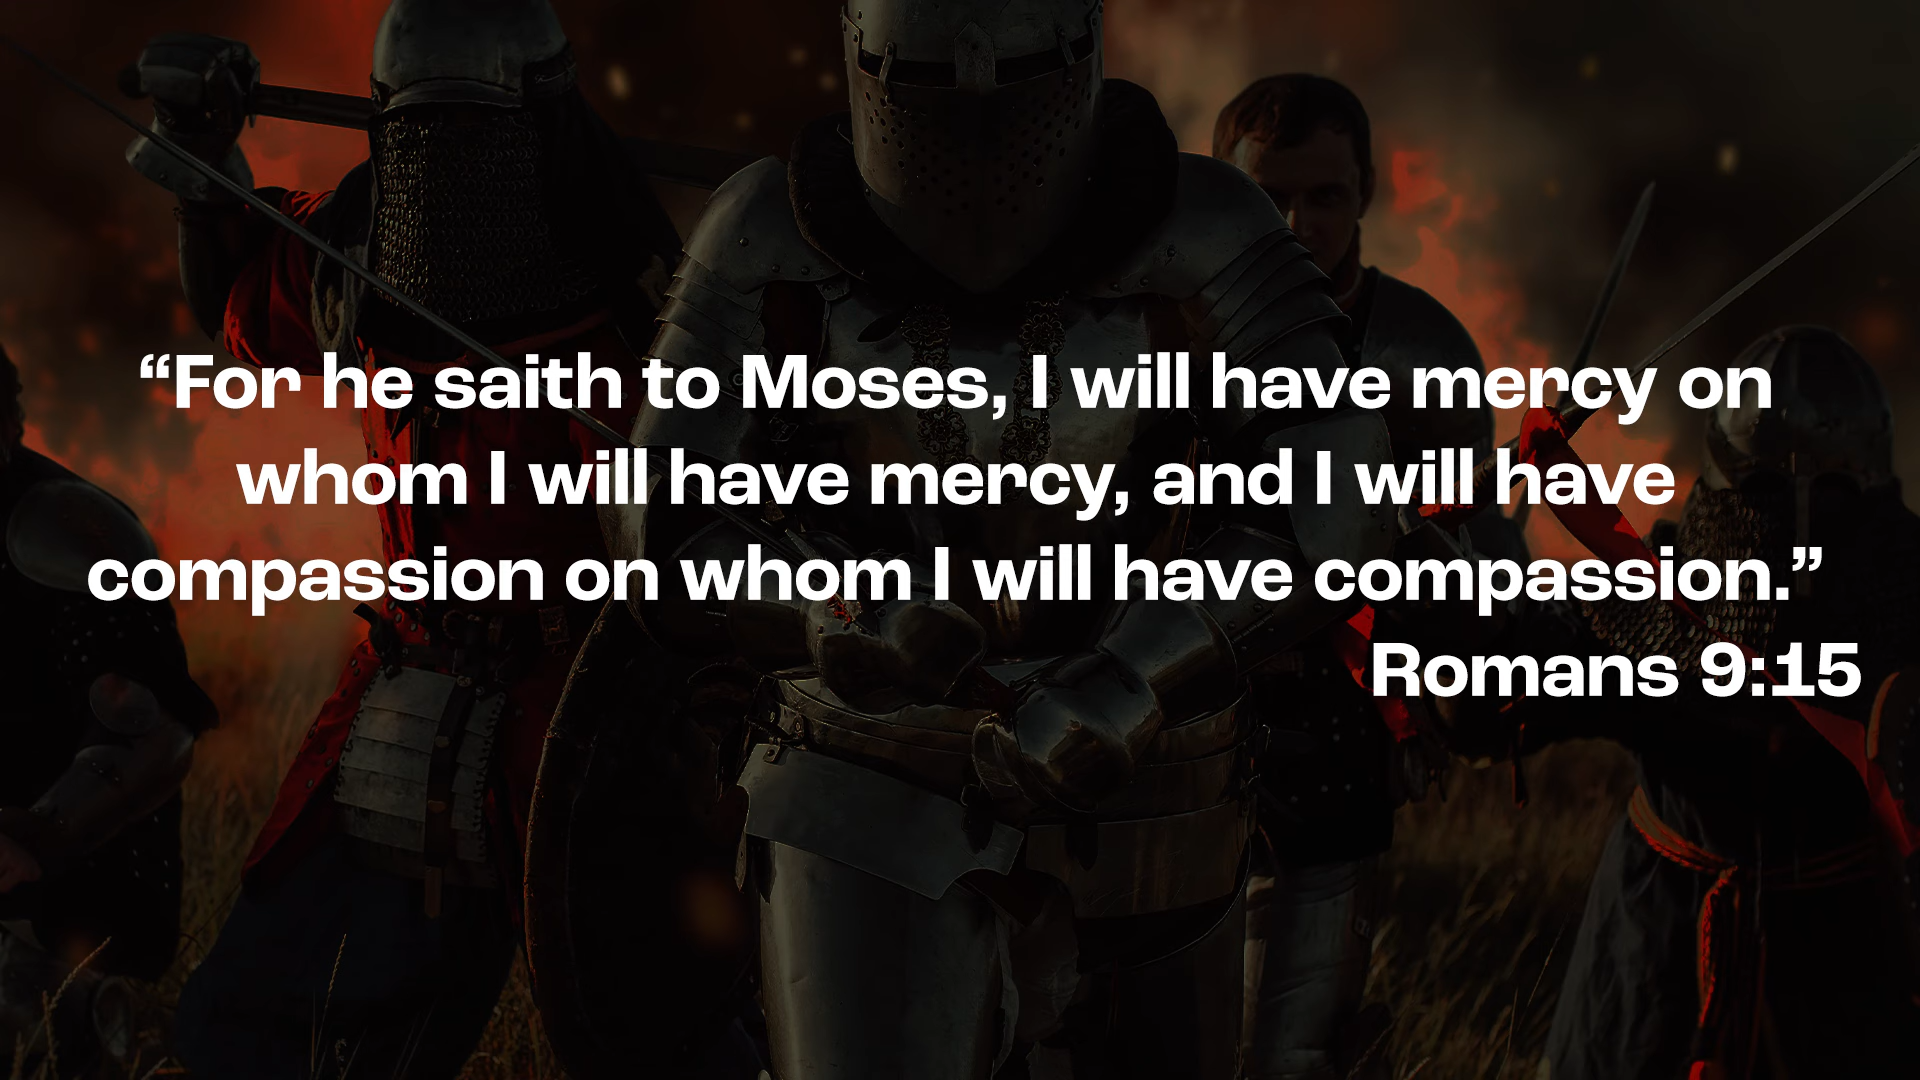 “For he saith to Moses, I will have mercy on
whom I will have mercy, and I will have
compassion on whom I will have compassion.”
Romans 9:15